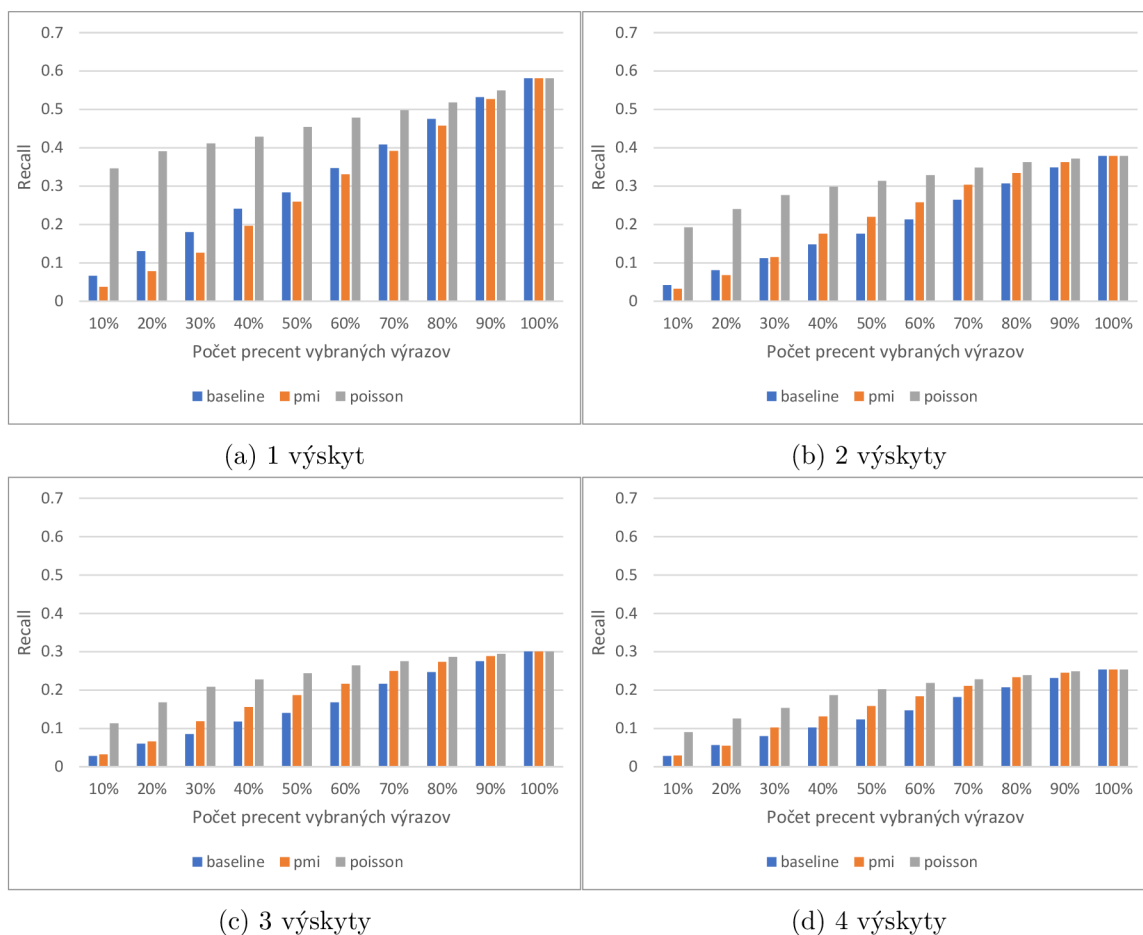 0.7
0.6
0.5
0.4
0.3
0.2
0.1
0
Recall
10% 20% 30% 40% 50% 60% 70% 80% 90% 100%
Počet precent vybraných výrazov
baseline pmi poisson
(a) 1 výskyt
0.7
0.6
0.5
0.4
0.3
0.2
0.1
0
Recall
10% 20% 30% 40% 50% 60% 70% 80% 90% 100%
Počet precent vybraných výrazov
baseline pmi poisson
(b) 2 výskyty
0.7
0.6
0.5
0.4
0.3
0.2
0.1
0
Recall
10% 20% 30% 40% 50% 60% 70% 80% 90% 100%
Počet precent vybraných výrazov
baseline pmi poisson
(c) 3 výskyty
0.7
0.6
0.5
0.4
0.3
0.2
0.1
0
Recall
10% 20% 30% 40% 50% 60% 70% 80% 90% 100%
Počet precent vybraných výrazov
baseline pmi poisson
(d) 4 výskyty